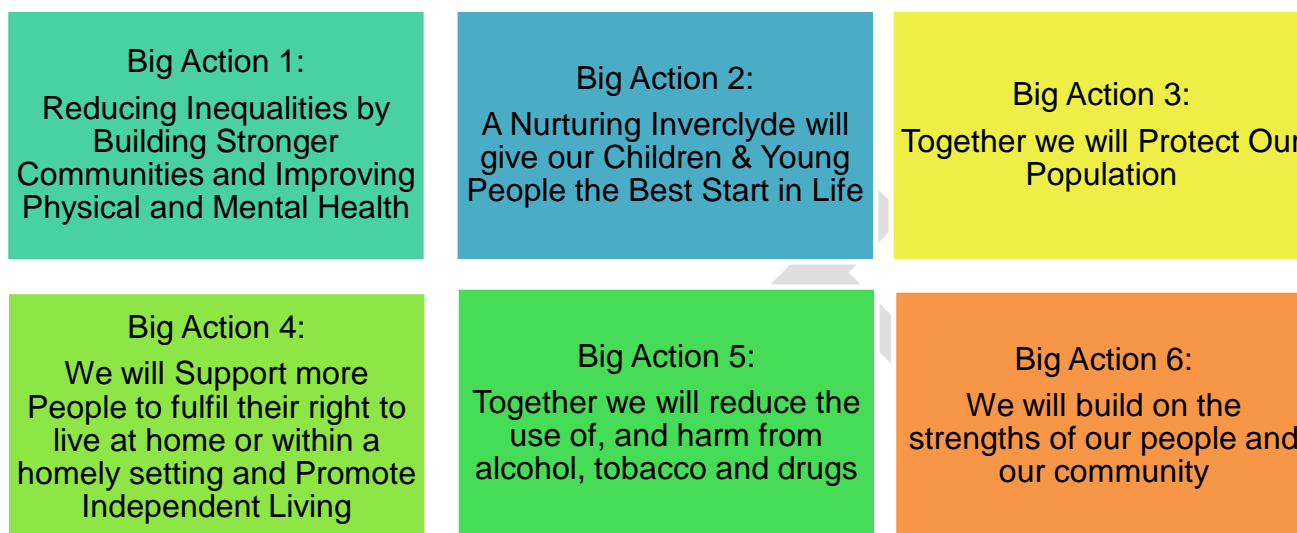 Big Action 1:
Reducing Inequalities by
Building Stronger
Communities and Improving
Physical and Mental Health
Big Action 2:
A Nurturing Inverclyde will
give our Children & Young
People the Best Start in Life
Big Action 3:
Together we will Protect Our
Population
Big Action 4:
We will Support more
People to fulfil their right to
live at home or within a
homely setting and Promote
Independent Living
Big Action 5:
Together we will reduce the
use of, and harm from
alcohol, tobacco and drugs
Big Action 6:
We will build on the
strengths of our people and
our community